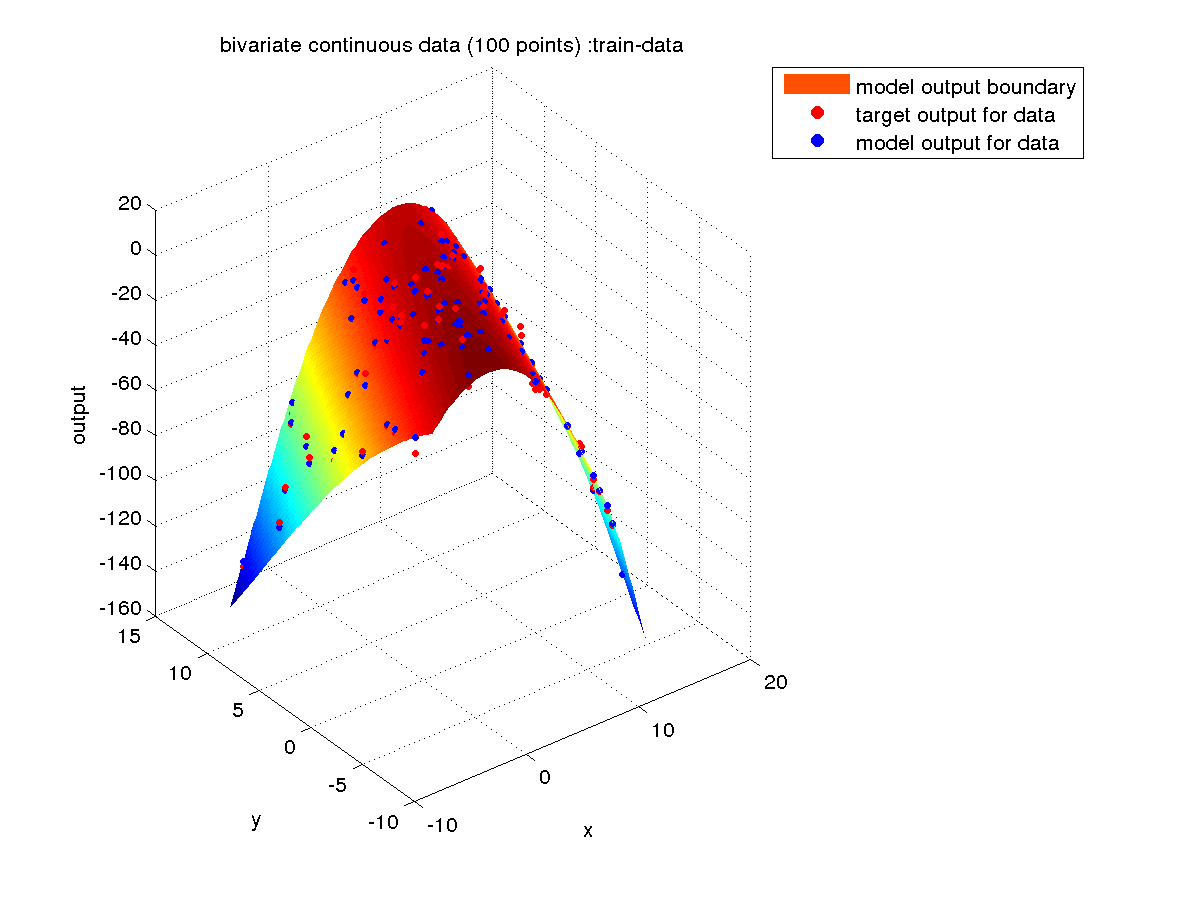 bivariate continuous data (100 points) :train-data
model output boundary
target output for data
model output for data
20
0
-20
-40
-60
-80
-100
-120
-140
-160
output
15
10
5
0
-5
-10
y
-10
0
10
20
x